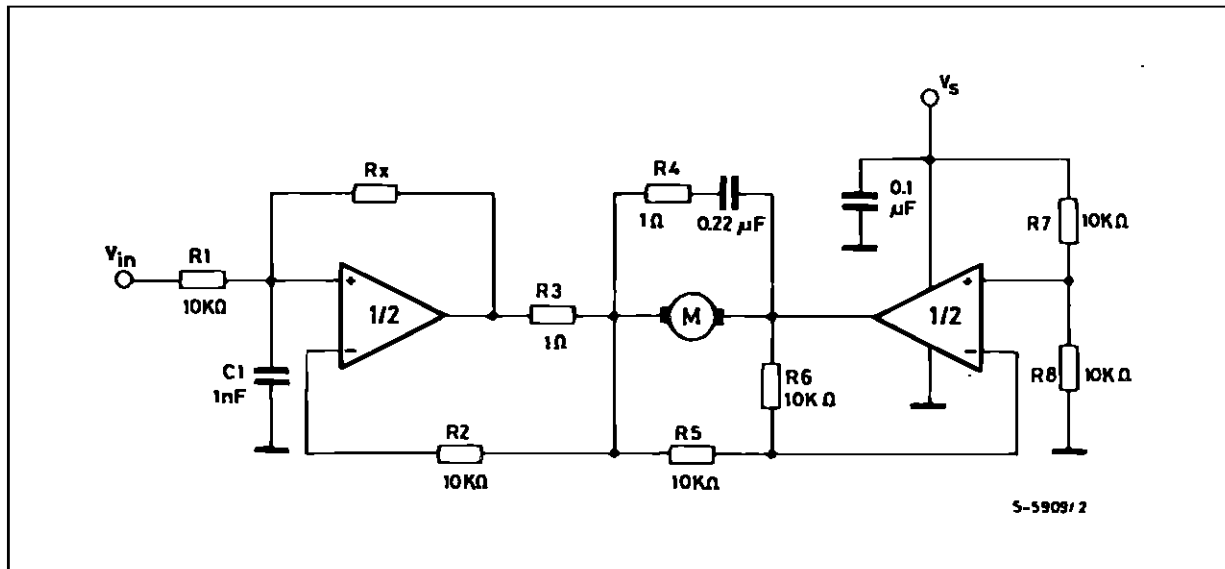 Vs
Rx
R4
1Ω
0.22 µF
0.1
µF
R7
10KΩ
Vin
R1
10KΩ
+
1/2
−
R3
1Ω
M
+
1/2
−
C1
1nF
R6
10KΩ
R8
10KΩ
R2
10KΩ
R5
10KΩ
S-5909/2